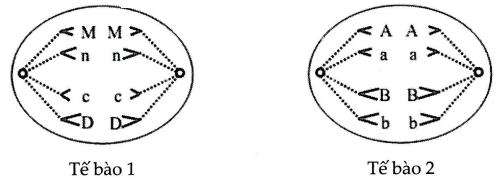 M M A A
n n a a
c c B B
D D b b
Tế bào 1 Tế bào 2